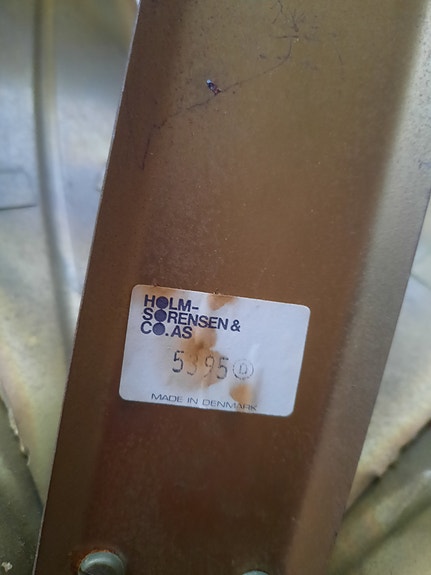 HOLM-
SORENSEN &
CO.AS
5395 D
MADE IN DENMARK